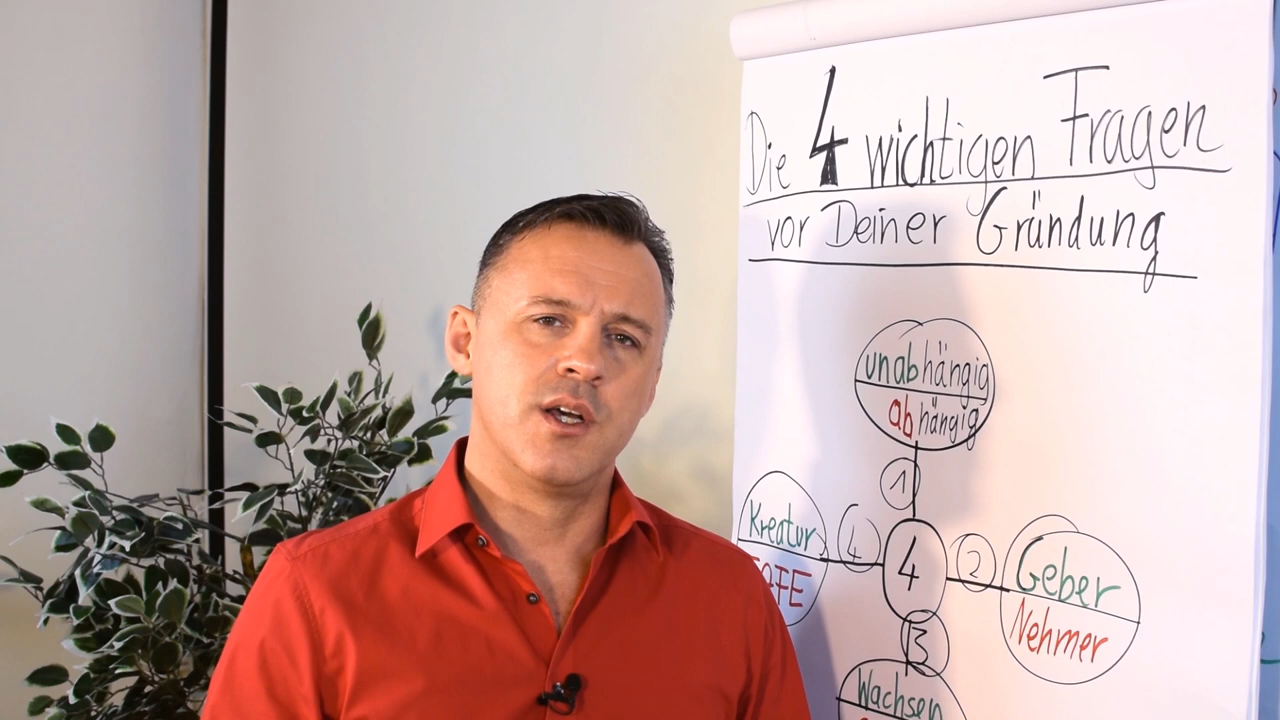 Die 4 wichtigen Fragen
vor Deiner Gründung
unabhängig
abhängig
1
Kreatur
4
4
2
Geber
Nehmer
3
Wachsen